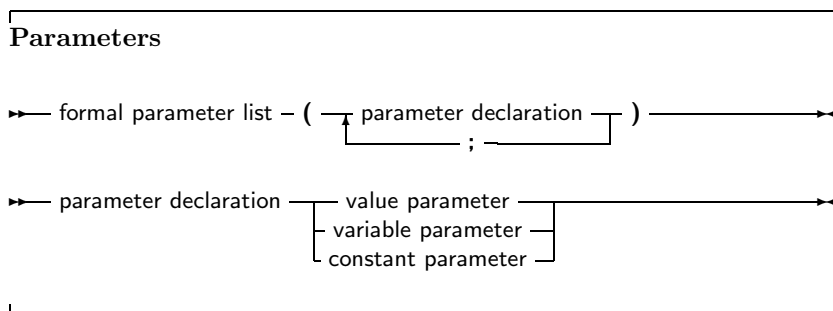 Parameters
formal parameter list ( parameter declaration )
;
parameter declaration value parameter
variable parameter
constant parameter